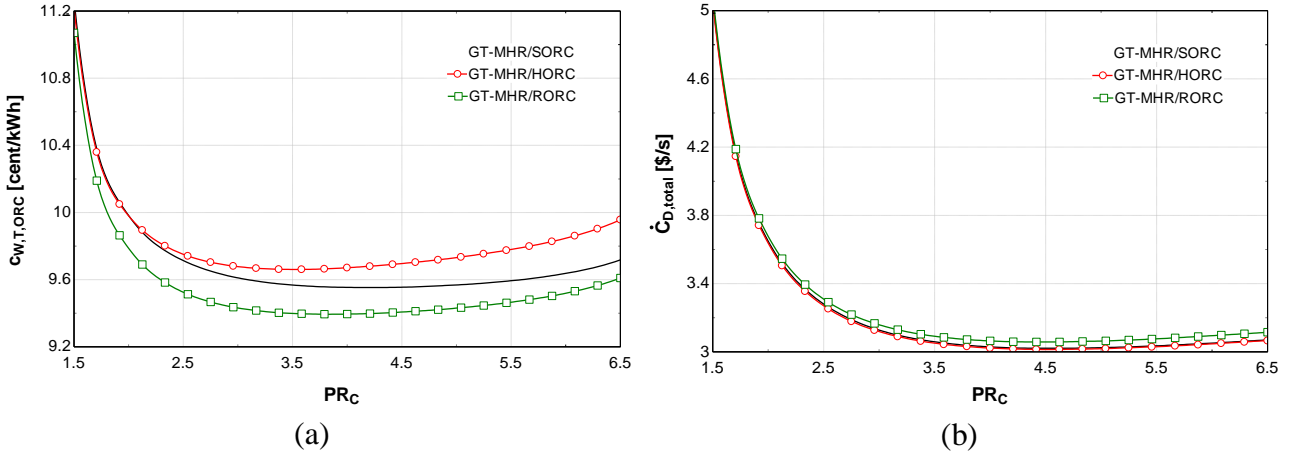 11.2
10.8
10.4
10
9.6
9.2
c_W,T,ORC [cent/kWh]
GT-MHR/SORC
GT-MHR/HORC
GT-MHR/RORC
1.5 2.5 3.5 4.5 5.5 6.5
PR_C
(a)
5
4.6
4.2
3.8
3.4
3
Ċ_D,total [$/s]
GT-MHR/SORC
GT-MHR/HORC
GT-MHR/RORC
1.5 2.5 3.5 4.5 5.5 6.5
PR_C
(b)